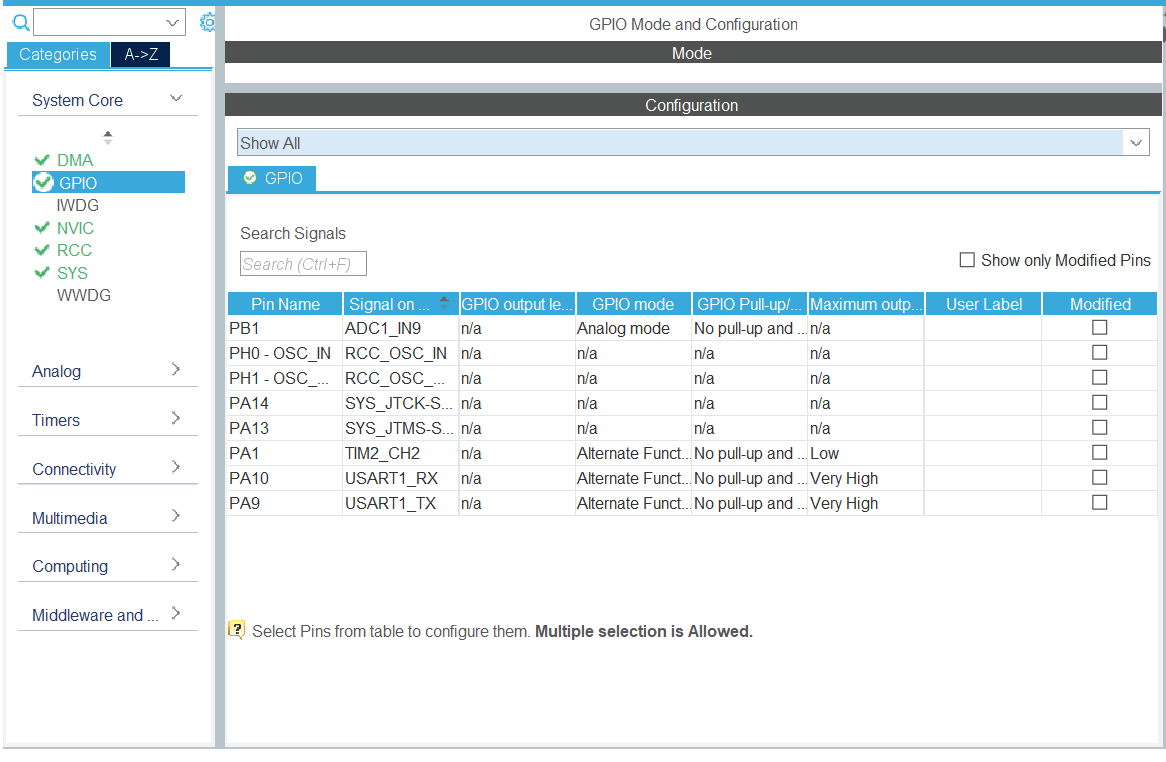 GPIO Mode and Configuration
Categories A->Z
Mode
System Core
Configuration
Show All
DMA
GPIO
IWDG
NVIC
RCC
SYS
WWDG
Analog
Timers
Connectivity
Multimedia
Computing
Middleware and ...
GPIO
Search Signals
Search (Ctrl+F)
Show only Modified Pins
Pin Name Signal on ... GPIO output le... GPIO mode GPIO Pull-up/... Maximum outp... User Label Modified
PB1 ADC1_IN9 n/a Analog mode No pull-up and ... n/a
PH0 - OSC_IN RCC_OSC_IN n/a n/a n/a n/a
PH1 - OSC_... RCC_OSC_... n/a n/a n/a n/a
PA14 SYS_JTCK-S... n/a n/a n/a n/a
PA13 SYS_JTMS-S... n/a n/a n/a n/a
PA1 TIM2_CH2 n/a Alternate Funct... No pull-up and ... Low
PA10 USART1_RX n/a Alternate Funct... No pull-up and ... Very High
PA9 USART1_TX n/a Alternate Funct... No pull-up and ... Very High
? Select Pins from table to configure them. Multiple selection is Allowed.